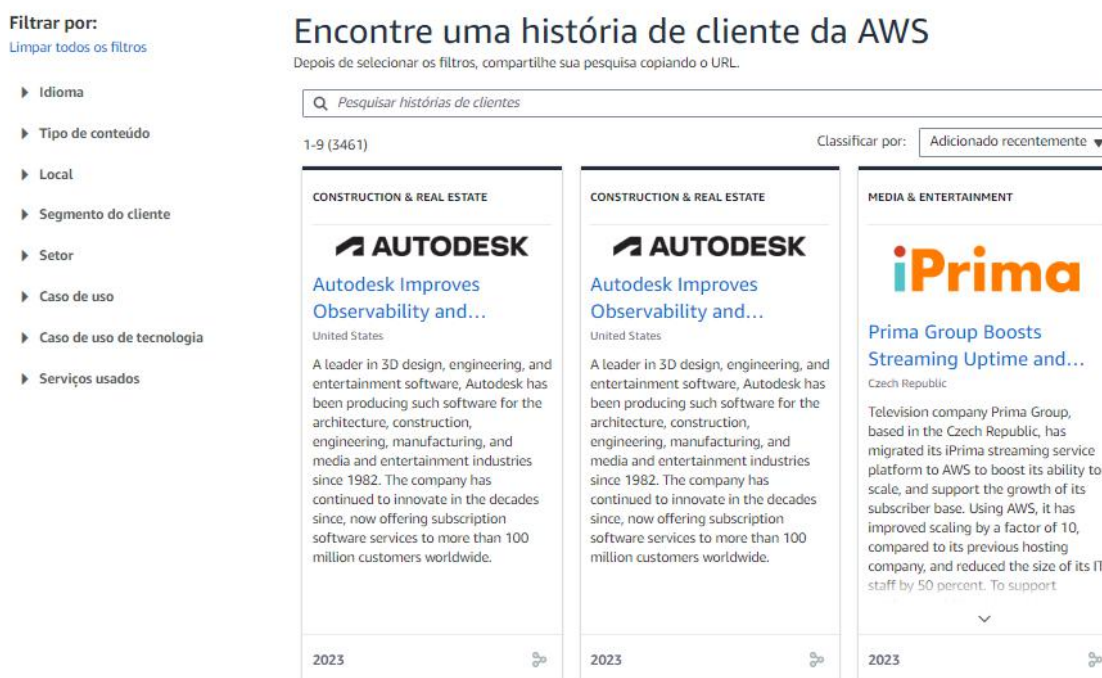 Filtrar por:
Limpar todos os filtros
Idioma
Tipo de conteúdo
Local
Segmento do cliente
Setor
Caso de uso
Caso de uso de tecnologia
Serviços usados
Encontre uma história de cliente da AWS
Depois de selecionar os filtros, compartilhe sua pesquisa copiando o URL.
Pesquisar histórias de clientes
1-9 (3461)
Classificar por:
Adicionado recentemente
CONSTRUCTION & REAL ESTATE
AUTODESK
Autodesk Improves
Observability and...
United States
A leader in 3D design, engineering, and
entertainment software, Autodesk has
been producing such software for the
architecture, construction,
engineering, manufacturing, and
media and entertainment industries
since 1982. The company has
continued to innovate in the decades
since, now offering subscription
software services to more than 100
million customers worldwide.
2023
CONSTRUCTION & REAL ESTATE
AUTODESK
Autodesk Improves
Observability and...
United States
A leader in 3D design, engineering, and
entertainment software, Autodesk has
been producing such software for the
architecture, construction,
engineering, manufacturing, and
media and entertainment industries
since 1982. The company has
continued to innovate in the decades
since, now offering subscription
software services to more than 100
million customers worldwide.
2023
MEDIA & ENTERTAINMENT
iPrima
Prima Group Boosts
Streaming Uptime and...
Czech Republic
Television company Prima Group,
based in the Czech Republic, has
migrated its iPrima streaming service
platform to AWS to boost its ability to
scale, and support the growth of its
subscriber base. Using AWS, it has
improved scaling by a factor of 10,
compared to its previous hosting
company, and reduced the size of its IT
staff by 50 percent. To support
2023